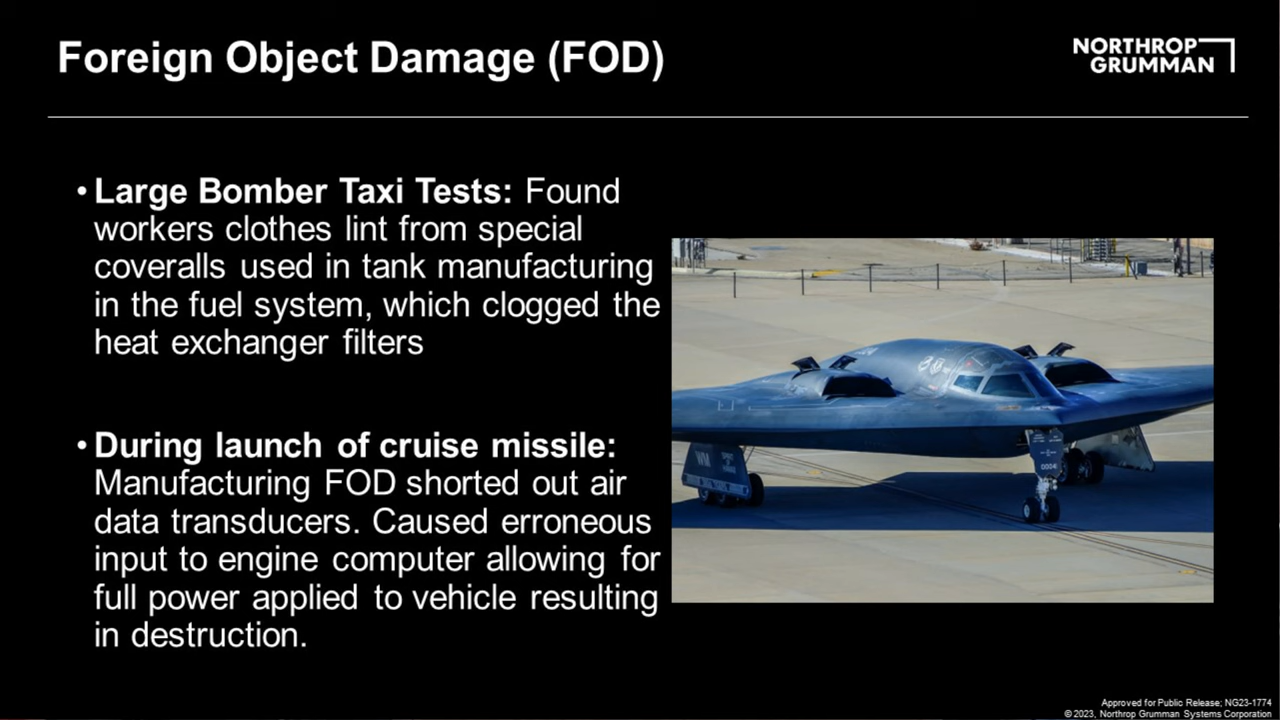 Foreign Object Damage (FOD)
NORTHROP
GRUMMAN
• Large Bomber Taxi Tests: Found
workers clothes lint from special
coveralls used in tank manufacturing
in the fuel system, which clogged the
heat exchanger filters
• During launch of cruise missile:
Manufacturing FOD shorted out air
data transducers. Caused erroneous
input to engine computer allowing for
full power applied to vehicle resulting
in destruction.
WM
Approved for Public Release; NG23-1774
© 2023, Northrop Grumman Systems Corporation